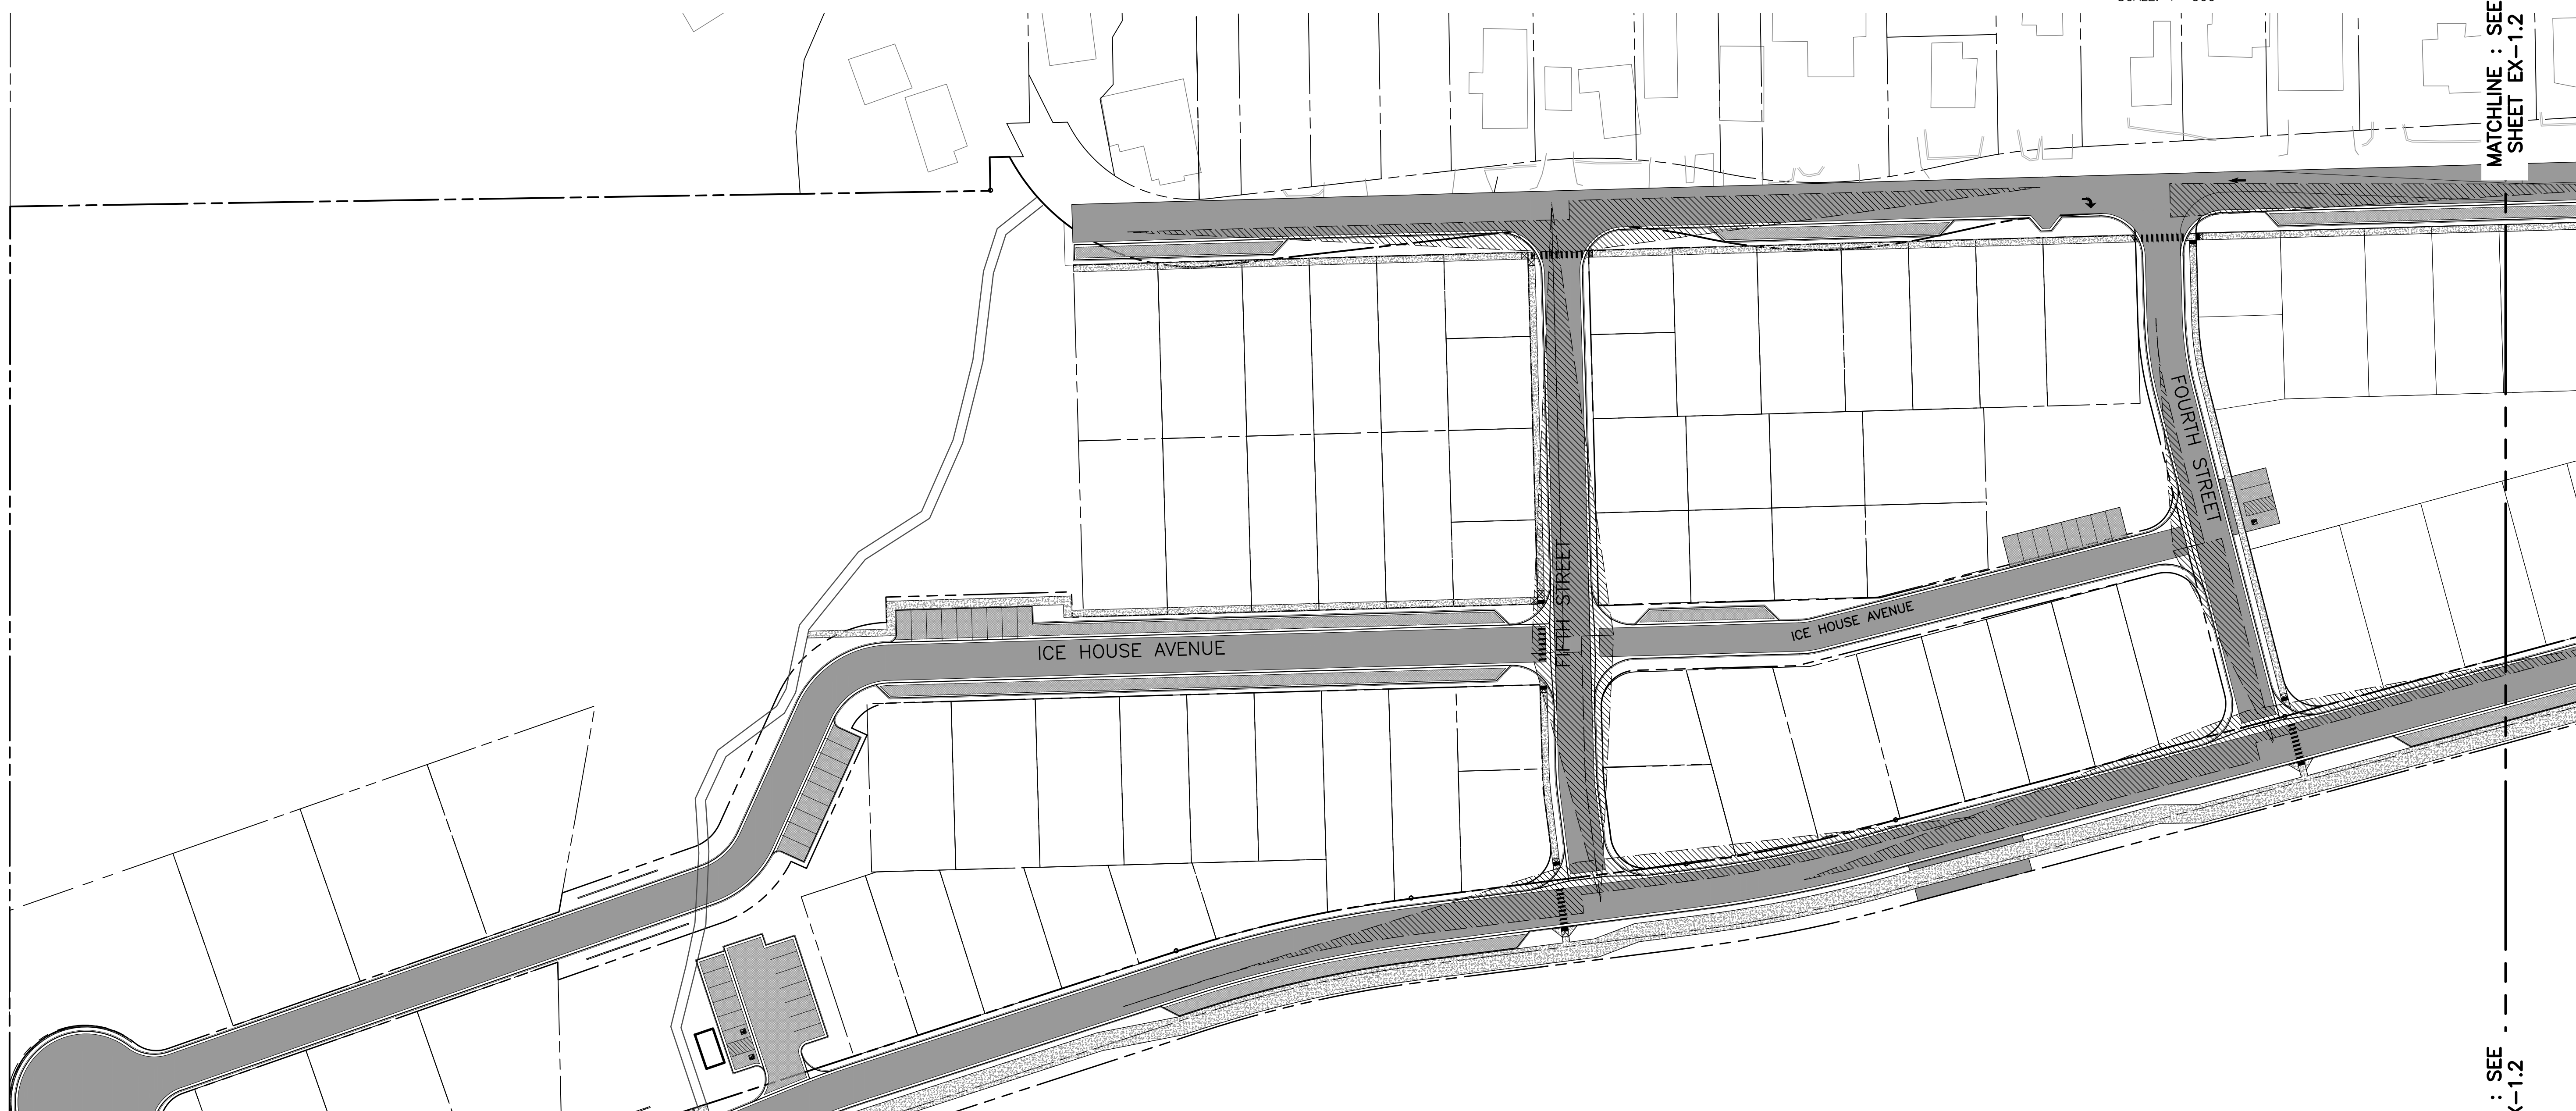 MATCHLINE : SEE
SHEET EX-1.2
FOURTH STREET
FIFTH STREET
ICE HOUSE AVENUE
ICE HOUSE AVENUE
: SEE
X-1.2